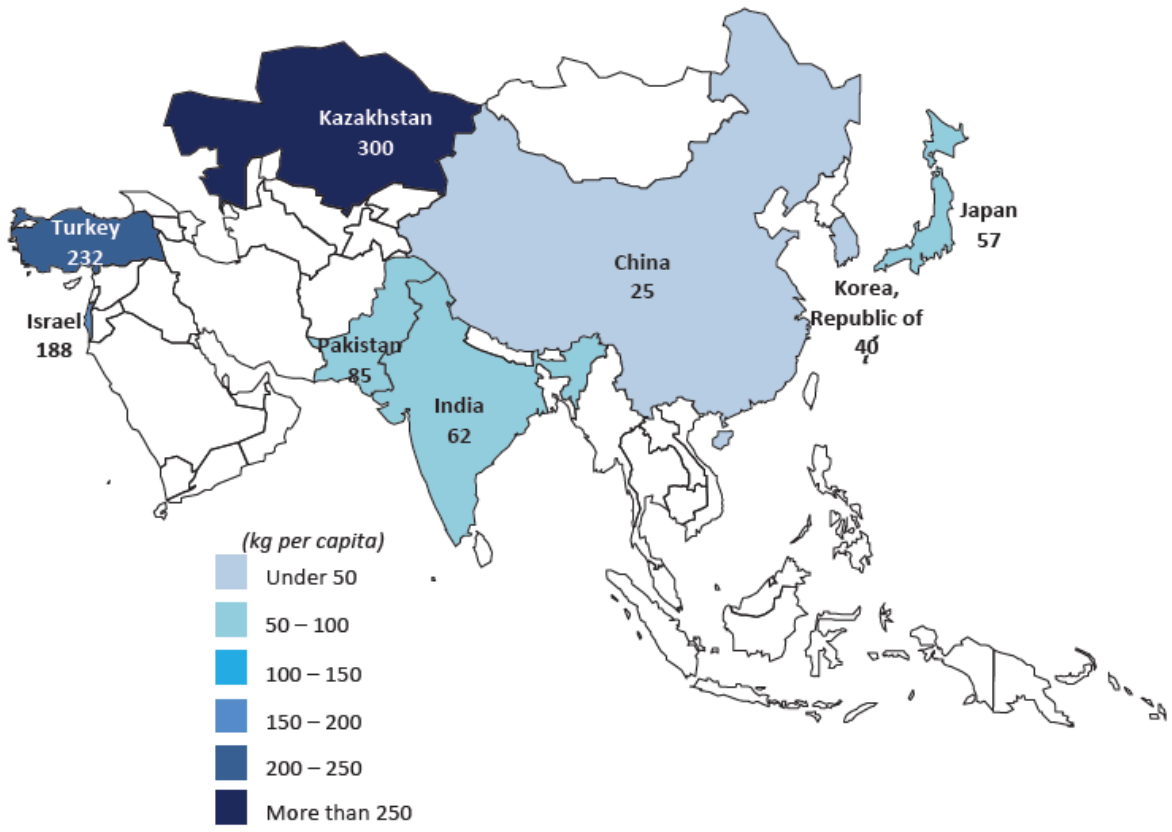 Kazakhstan
300
Turkey
232
Japan
57
China
25
Korea,
Republic of
40
Israel
188
Pakistan
85
India
62
(kg per capita)
Under 50
50 – 100
100 – 150
150 – 200
200 – 250
More than 250